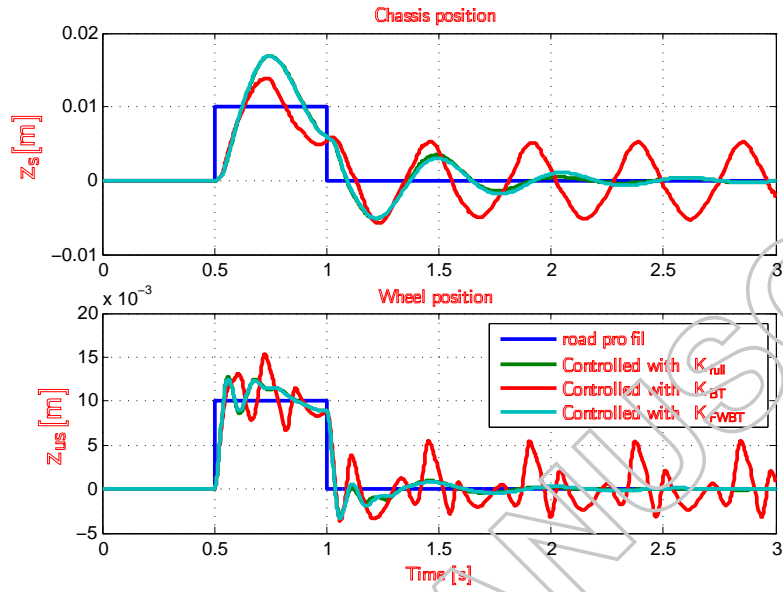 Chassis position
0.02
0.01
0
−0.01
Z_s [m]
0 0.5 1 1.5 2 2.5 3
x 10^−3
Wheel position
20
15
10
5
0
−5
Z_us [m]
road profil
Controlled with K_full
Controlled with K_BT
Controlled with K_FWBT
0 0.5 1 1.5 2 2.5 3
Time [s]